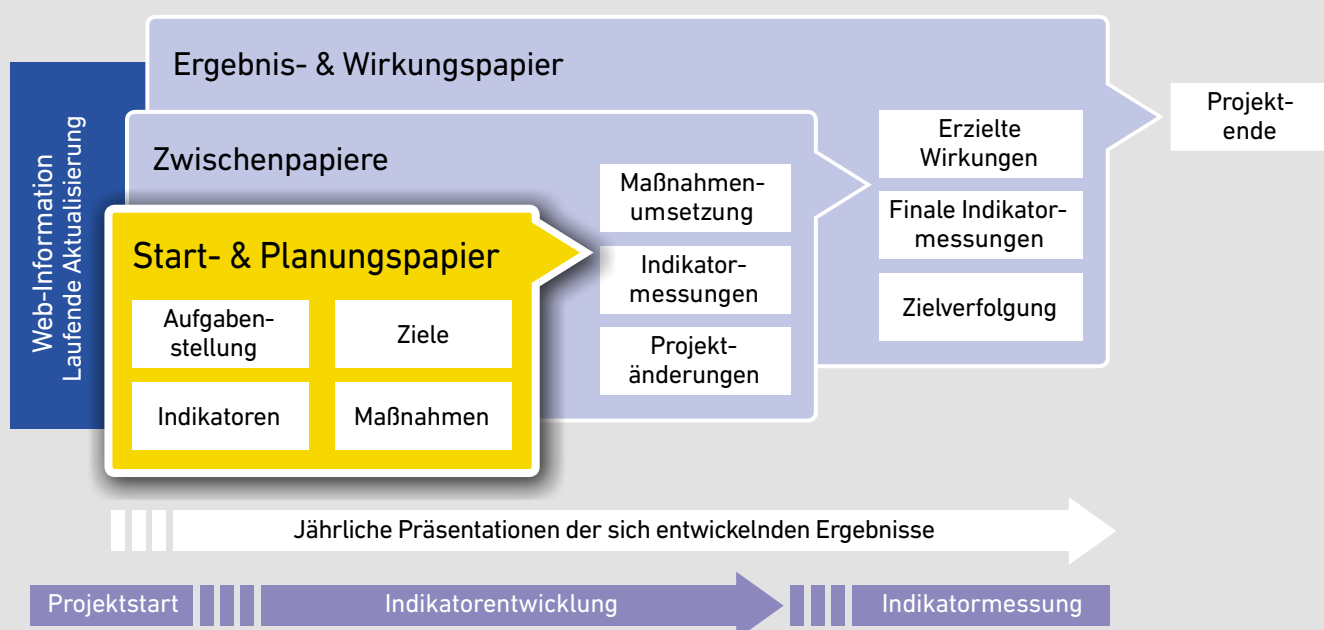 Ergebnis- & Wirkungspapier
Projekt-
ende
Web-Information
Laufende Aktualisierung
Zwischenpapiere
Erzielte
Wirkungen
Maßnahmen-
umsetzung
Finale Indikator-
messungen
Start- & Planungspapier
Indikator-
messungen
Zielverfolgung
Aufgaben-
stellung
Ziele
Projekt-
änderungen
Indikatoren
Maßnahmen
Jährliche Präsentationen der sich entwickelnden Ergebnisse
Projektstart
Indikatorentwicklung
Indikatormessung